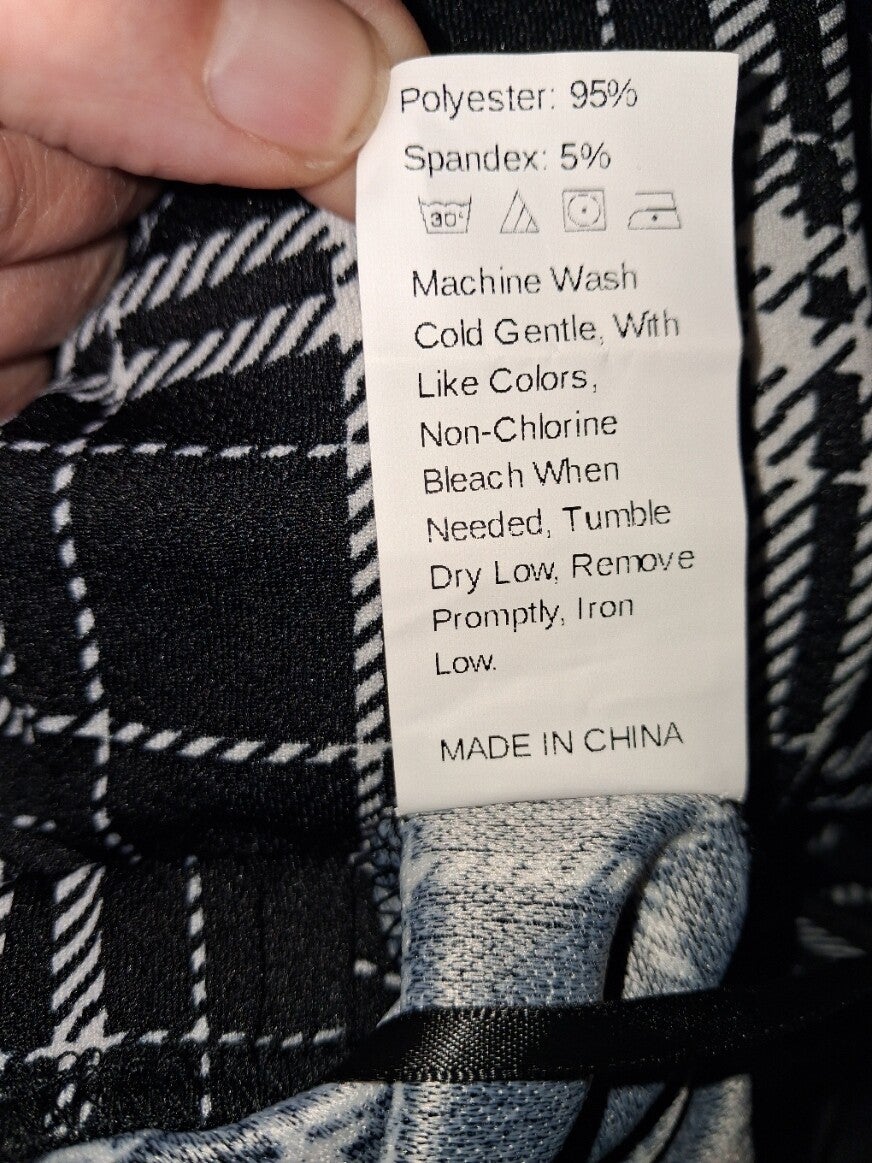 Polyester: 95%
Spandex: 5%
30°
Machine Wash
Cold Gentle, With
Like Colors,
Non-Chlorine
Bleach When
Needed, Tumble
Dry Low, Remove
Promptly, Iron
Low.
MADE IN CHINA